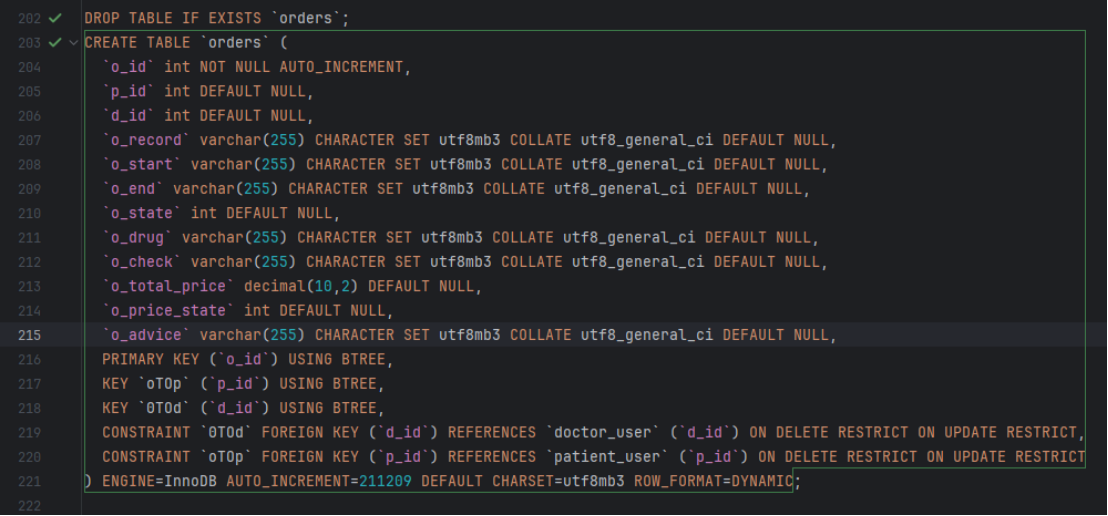 202 DROP TABLE IF EXISTS `orders`;
203 CREATE TABLE `orders` (
204   `o_id` int NOT NULL AUTO_INCREMENT,
205   `p_id` int DEFAULT NULL,
206   `d_id` int DEFAULT NULL,
207   `o_record` varchar(255) CHARACTER SET utf8mb3 COLLATE utf8_general_ci DEFAULT NULL,
208   `o_start` varchar(255) CHARACTER SET utf8mb3 COLLATE utf8_general_ci DEFAULT NULL,
209   `o_end` varchar(255) CHARACTER SET utf8mb3 COLLATE utf8_general_ci DEFAULT NULL,
210   `o_state` int DEFAULT NULL,
211   `o_drug` varchar(255) CHARACTER SET utf8mb3 COLLATE utf8_general_ci DEFAULT NULL,
212   `o_check` varchar(255) CHARACTER SET utf8mb3 COLLATE utf8_general_ci DEFAULT NULL,
213   `o_total_price` decimal(10,2) DEFAULT NULL,
214   `o_price_state` int DEFAULT NULL,
215   `o_advice` varchar(255) CHARACTER SET utf8mb3 COLLATE utf8_general_ci DEFAULT NULL,
216   PRIMARY KEY (`o_id`) USING BTREE,
217   KEY `oTOp` (`p_id`) USING BTREE,
218   KEY `0TOd` (`d_id`) USING BTREE,
219   CONSTRAINT `0TOd` FOREIGN KEY (`d_id`) REFERENCES `doctor_user` (`d_id`) ON DELETE RESTRICT ON UPDATE RESTRICT,
220   CONSTRAINT `oTOp` FOREIGN KEY (`p_id`) REFERENCES `patient_user` (`p_id`) ON DELETE RESTRICT ON UPDATE RESTRICT
221 ) ENGINE=InnoDB AUTO_INCREMENT=211209 DEFAULT CHARSET=utf8mb3 ROW_FORMAT=DYNAMIC;
222